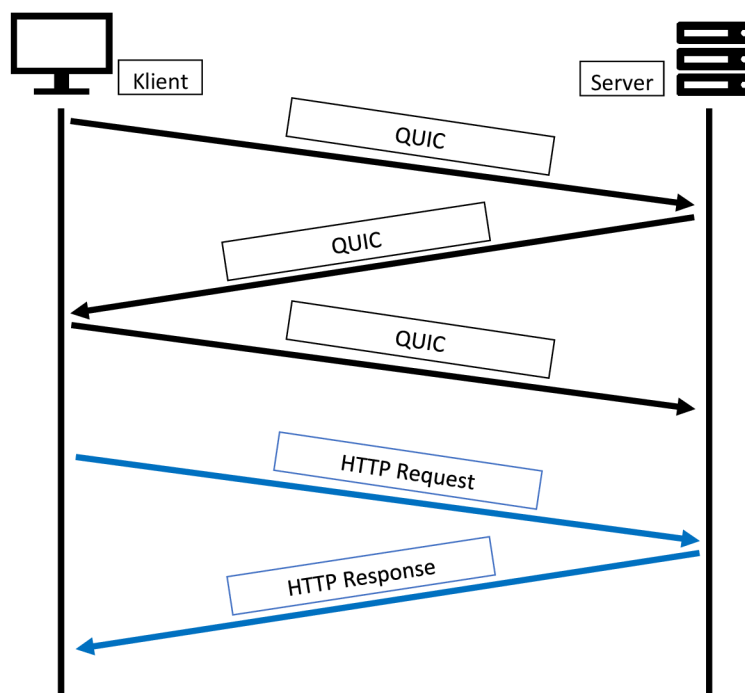 Klient
Server
QUIC
QUIC
QUIC
HTTP Request
HTTP Response